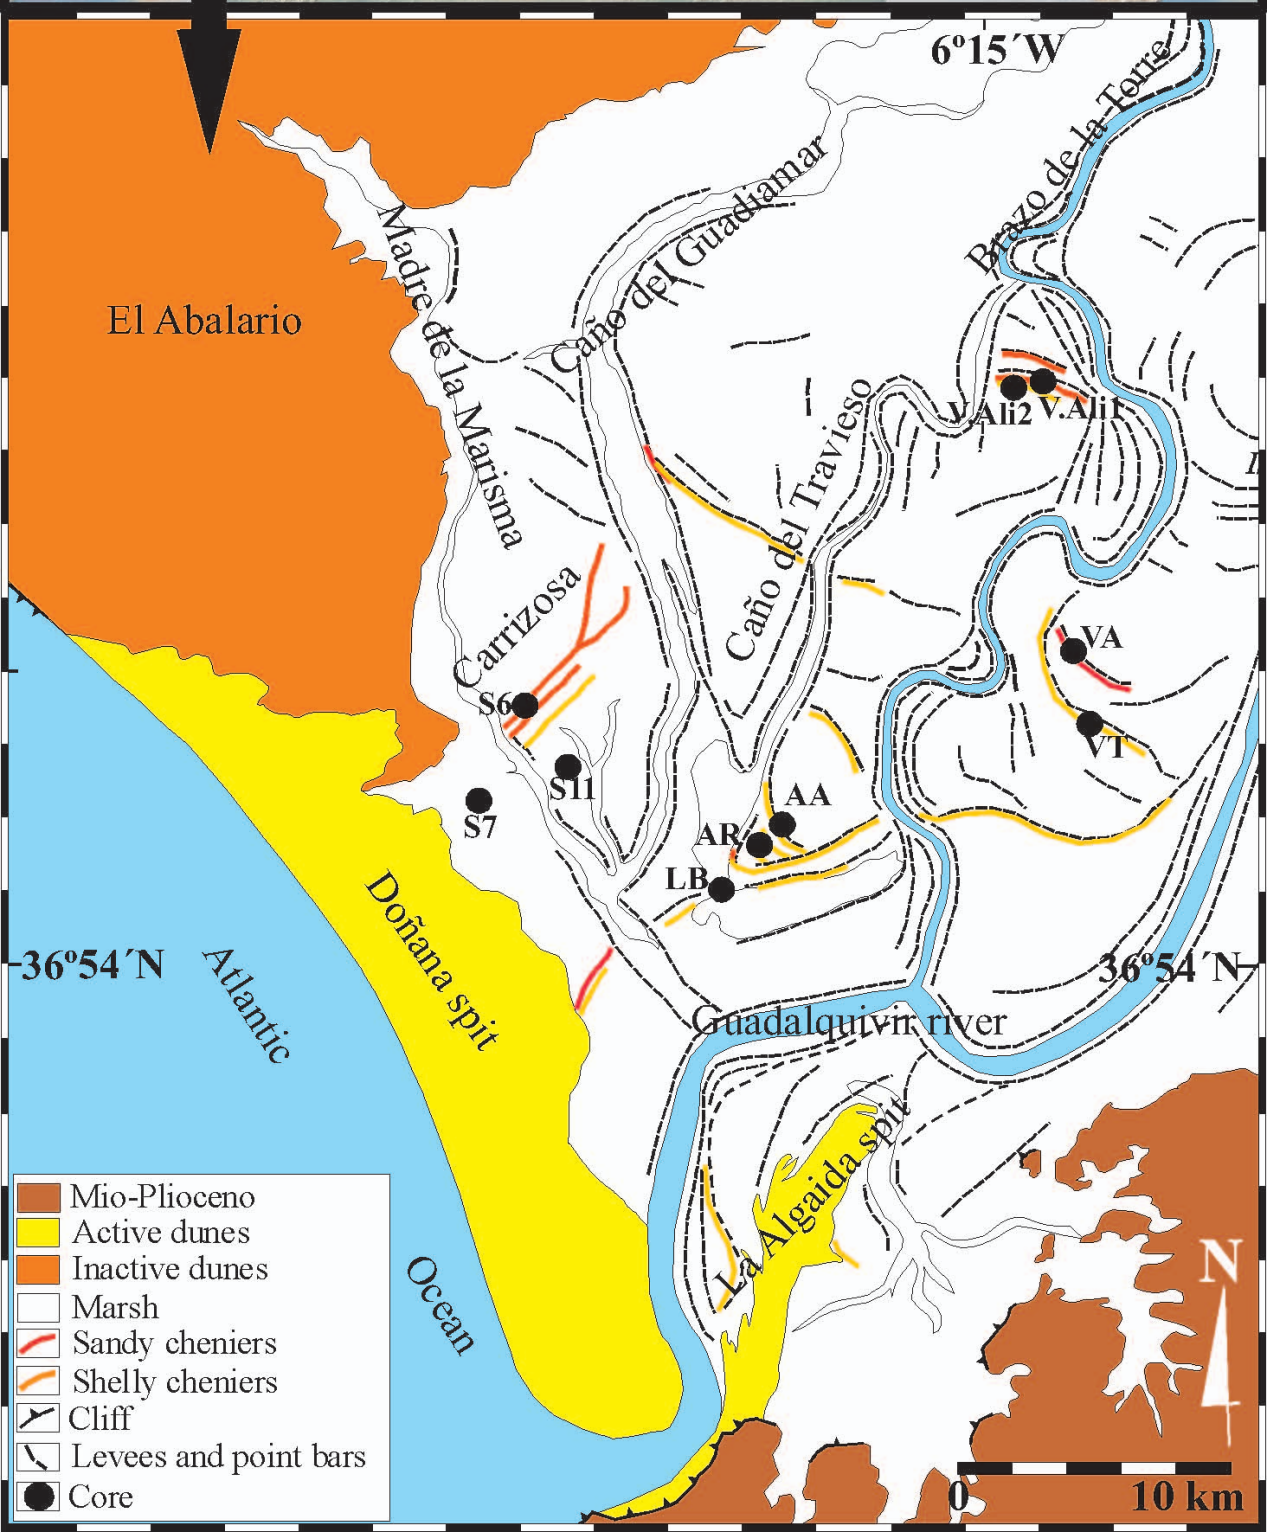 6º15´W
Brazo de la Torre
Caño del Guadiamar
Madre de la Marisma
El Abalario
V.Ali2
V.Ali1
Caño del Travieso
Carrizosa
VA
S6
VT
S11
AA
S7
AR
LB
Doñana spit
36º54´N
36º54´N
Atlantic
Guadalquivir river
La Algaida spit
Ocean
N
Mio-Plioceno
Active dunes
Inactive dunes
Marsh
Sandy cheniers
Shelly cheniers
Cliff
Levees and point bars
Core
0
10 km